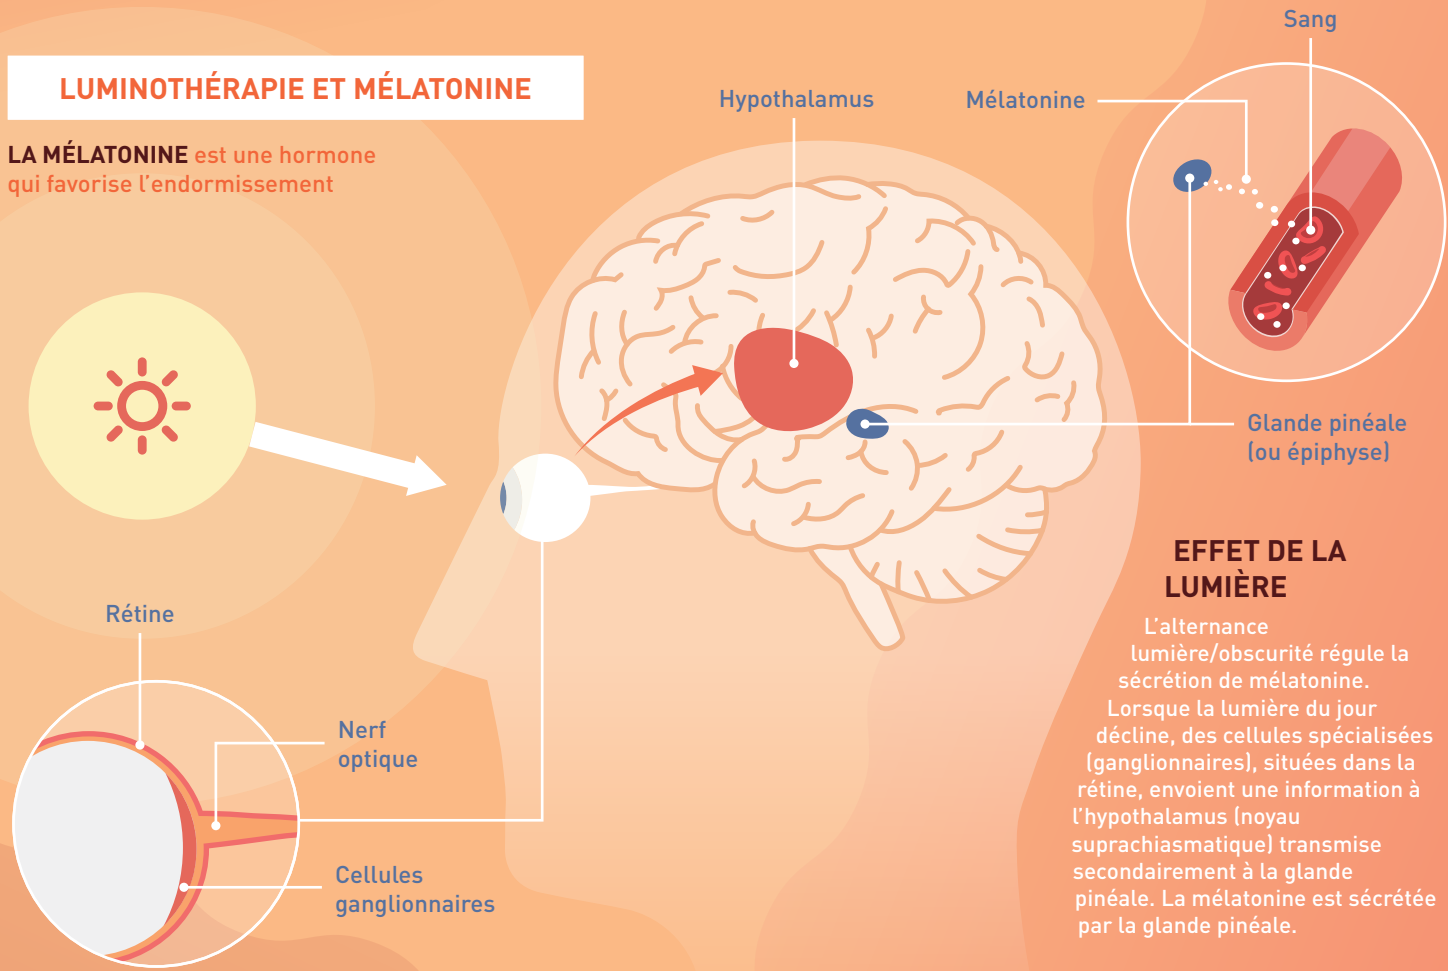 LUMINOTHÉRAPIE ET MÉLATONINE
LA MÉLATONINE est une hormone
qui favorise l’endormissement
Hypothalamus
Mélatonine
Sang
Glande pinéale
(ou épiphyse)
Rétine
Nerf
optique
Cellules
ganglionnaires
EFFET DE LA
LUMIÈRE
L’alternance
lumière/obscurité régule la
sécrétion de mélatonine.
Lorsque la lumière du jour
décline, des cellules spécialisées
(ganglionnaires), situées dans la
rétine, envoient une information à
l’hypothalamus (noyau
suprachiasmatique) transmise
secondairement à la glande
pinéale. La mélatonine est sécrétée
par la glande pinéale.